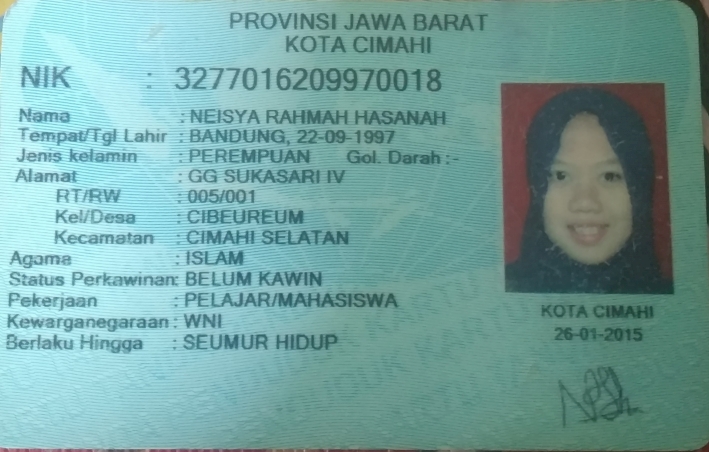 PROVINSI JAWA BARAT
KOTA CIMAHI
NIK : 3277016209970018
Nama : NEISYA RAHMAH HASANAH
Tempat/Tgl Lahir : BANDUNG, 22-09-1997
Jenis kelamin : PEREMPUAN Gol. Darah :-
Alamat : GG SUKASARI IV
RT/RW : 005/001
Kel/Desa : CIBEUREUM
Kecamatan : CIMAHI SELATAN
Agama : ISLAM
Status Perkawinan: BELUM KAWIN
Pekerjaan : PELAJAR/MAHASISWA
Kewarganegaraan : WNI
Berlaku Hingga : SEUMUR HIDUP
KOTA CIMAHI
26-01-2015